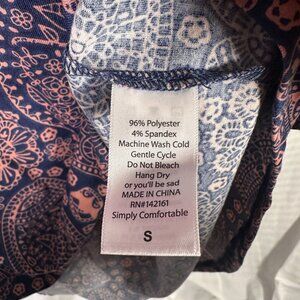 96% Polyester
4% Spandex
Machine Wash Cold
Gentle Cycle
Do Not Bleach
Hang Dry
or you'll be sad
MADE IN CHINA
RN#142161
Simply Comfortable
S